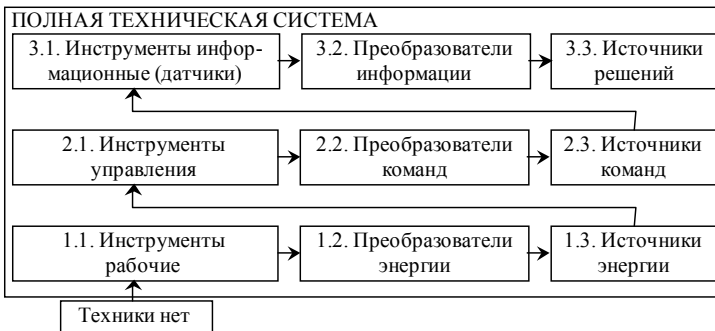 ПОЛНАЯ ТЕХНИЧЕСКАЯ СИСТЕМА
3.1. Инструменты инфор-
мационные (датчики)
3.2. Преобразователи
информации
3.3. Источники
решений
2.1. Инструменты
управления
2.2. Преобразователи
команд
2.3. Источники
команд
1.1. Инструменты
рабочие
1.2. Преобразователи
энергии
1.3. Источники
энергии
Техники нет